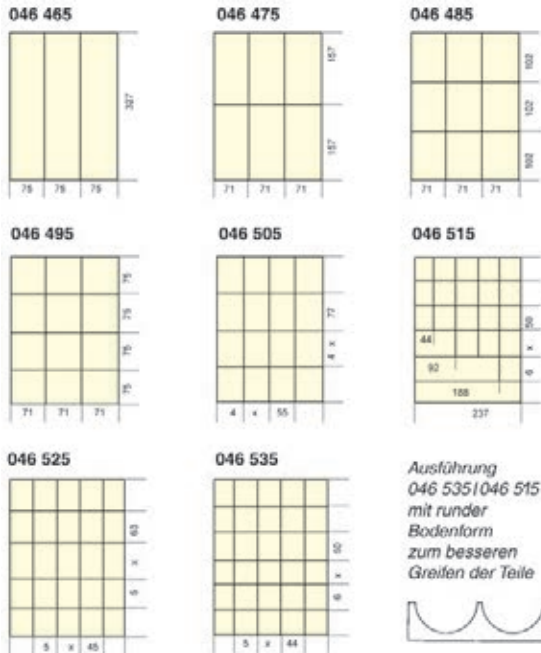 046 465
046 475
046 485
327
157
157
102
102
75 75 75
71 71 71
71 71 71
046 495
046 505
046 515
75
75
75
75
71 71 71
4 x 77
4 x 55
6 x 50
44
92
188
237
046 525
046 535
Ausführung
046 535/046 515
mit runder
Bodenform
zum besseren
Greifen der Teile
5 x 63
5 x 45
6 x 50
5 x 44